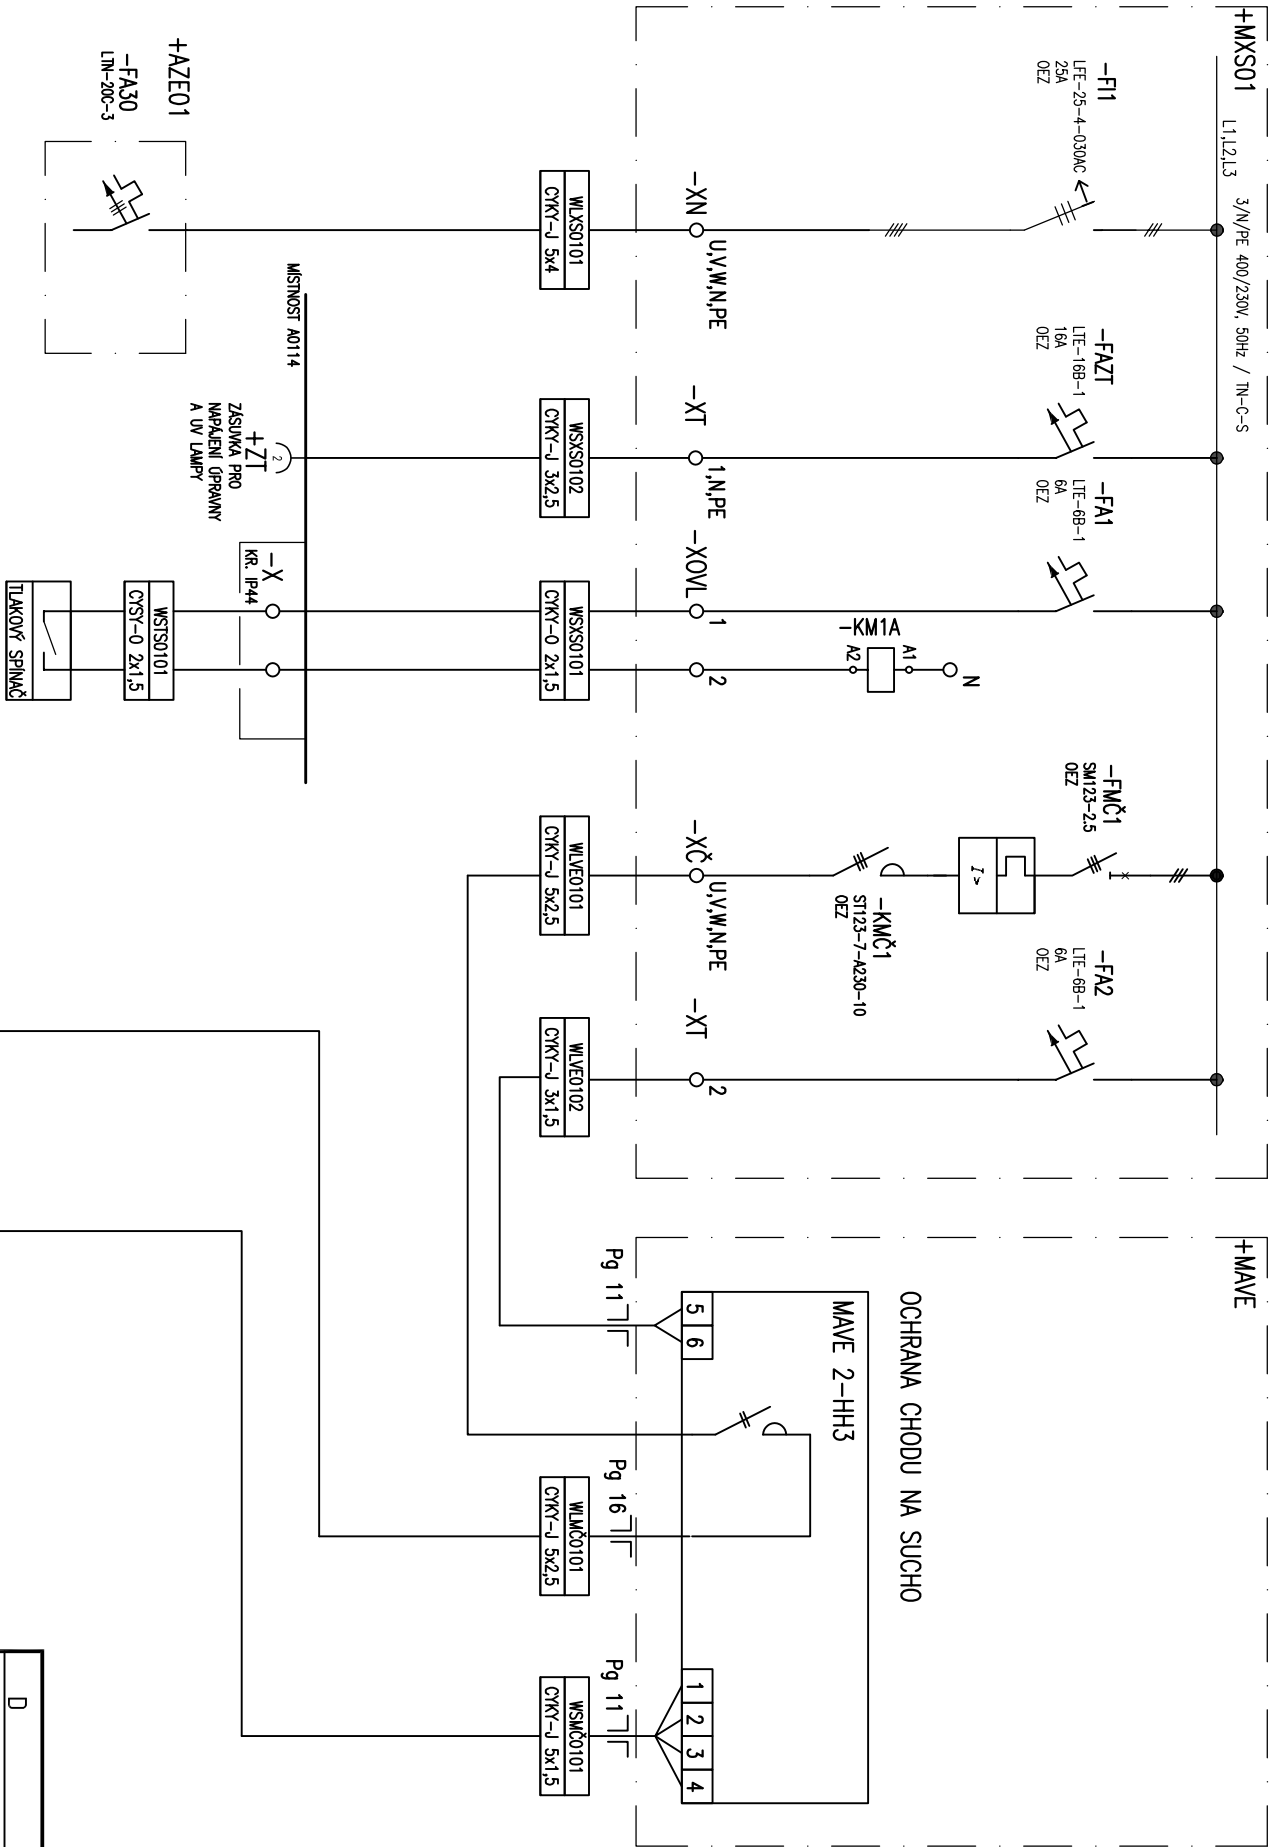 +MXS01
L1,L2,L3
3/N/PE 400/230V, 50Hz / TN-C-S
-FI1
LFE-25-4-030AC
25A
OEZ
-FAZT
LTE-16B-1
16A
OEZ
-FA1
LTE-6B-1
6A
OEZ
-KM1A
A1
A2
N
-FMČ1
SM123-2.5
OEZ
I>
-KMČ1
ST123-7-A230-10
OEZ
-FA2
LTE-6B-1
6A
OEZ
-XN
U,V,W,N,PE
-XT
1,N,PE
-XOVL
1
2
-XČ
U,V,W,N,PE
-XT
2
WLXS0101
CYKY-J 5x4
WSXS0102
CYKY-J 3x2,5
WSXS0101
CYKY-O 2x1,5
WLVE0101
CYKY-J 5x2,5
WLVE0102
CYKY-J 3x1,5
+MAVE
OCHRANA CHODU NA SUCHO
MAVE 2-HH3
5
6
1
2
3
4
Pg 11
Pg 16
Pg 11
WLMČ0101
CYKY-J 5x2,5
WSMČ0101
CYKY-J 5x1,5
MÍSTNOST A0114
+AZE01
-FA30
LTN-20C-3
2
+ZT
ZÁSUVKA PRO
NAPÁJENÍ ÚPRAVNY
A UV LAMPY
-X
KR. IP44
WSTS0101
CYSY-O 2x1,5
TLAKOVÝ SPÍNAČ
D